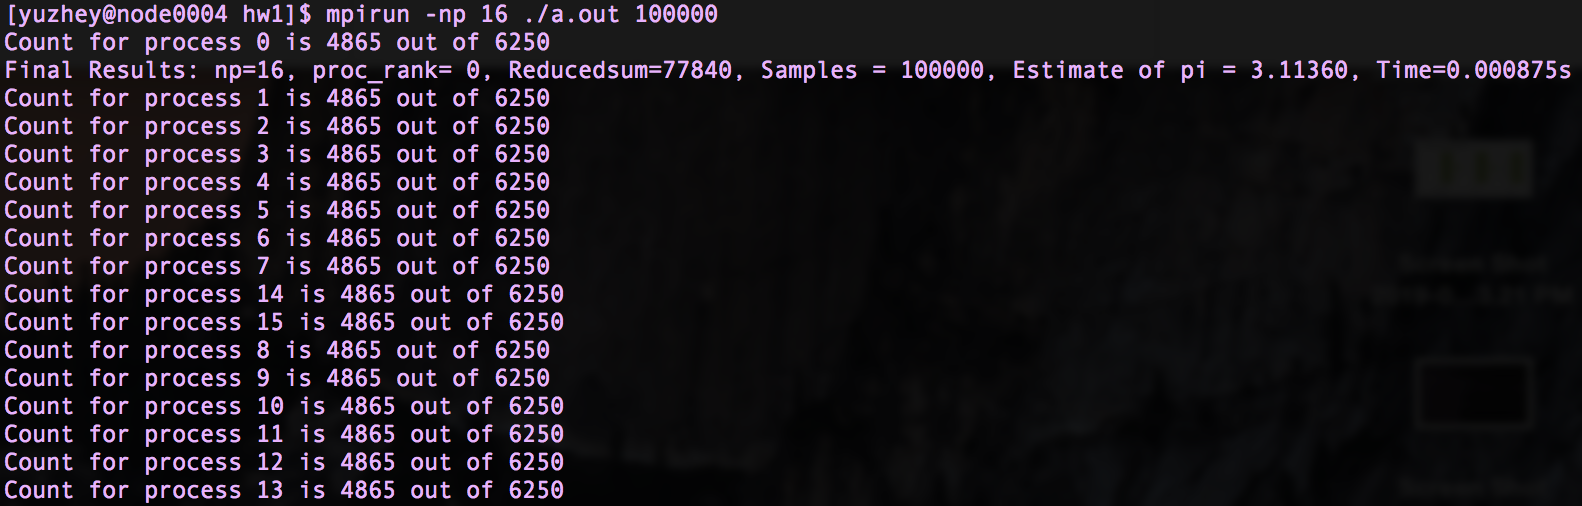 [yuzhey@node0004 hw1]$ mpirun -np 16 ./a.out 100000
Count for process 0 is 4865 out of 6250
Final Results: np=16, proc_rank= 0, Reducedsum=77840, Samples = 100000, Estimate of pi = 3.11360, Time=0.000875s
Count for process 1 is 4865 out of 6250
Count for process 2 is 4865 out of 6250
Count for process 3 is 4865 out of 6250
Count for process 4 is 4865 out of 6250
Count for process 5 is 4865 out of 6250
Count for process 6 is 4865 out of 6250
Count for process 7 is 4865 out of 6250
Count for process 14 is 4865 out of 6250
Count for process 15 is 4865 out of 6250
Count for process 8 is 4865 out of 6250
Count for process 9 is 4865 out of 6250
Count for process 10 is 4865 out of 6250
Count for process 11 is 4865 out of 6250
Count for process 12 is 4865 out of 6250
Count for process 13 is 4865 out of 6250